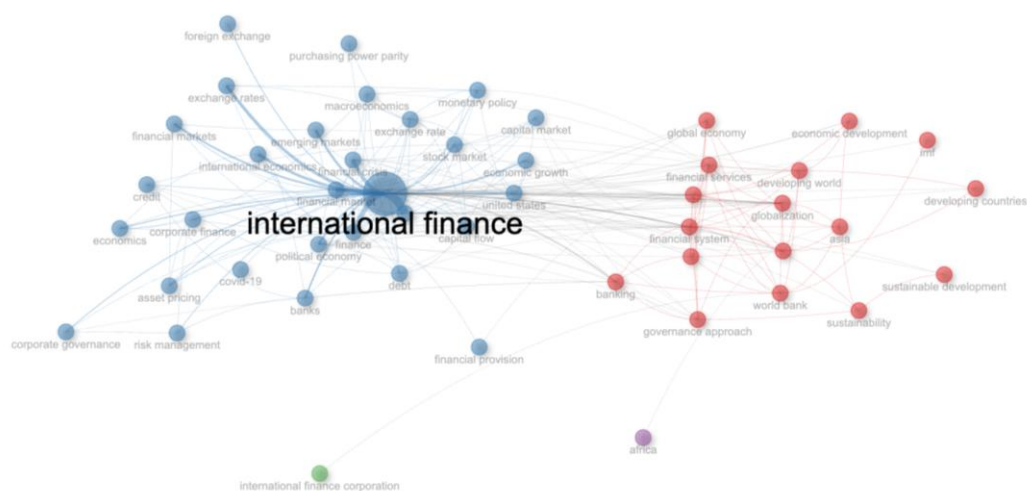 foreign exchange
purchasing power parity
exchange rates
macroeconomics
monetary policy
financial markets
emerging markets
exchange rate
capital market
stock market
international economics
financial crisis
economic growth
credit
financial market
united states
international finance
economics
corporate finance
finance
capital flow
political economy
covid-19
debt
asset pricing
banks
corporate governance
risk management
financial provision
global economy
economic development
imf
financial services
developing world
developing countries
globalization
financial system
asia
banking
world bank
sustainable development
governance approach
sustainability
africa
international finance corporation